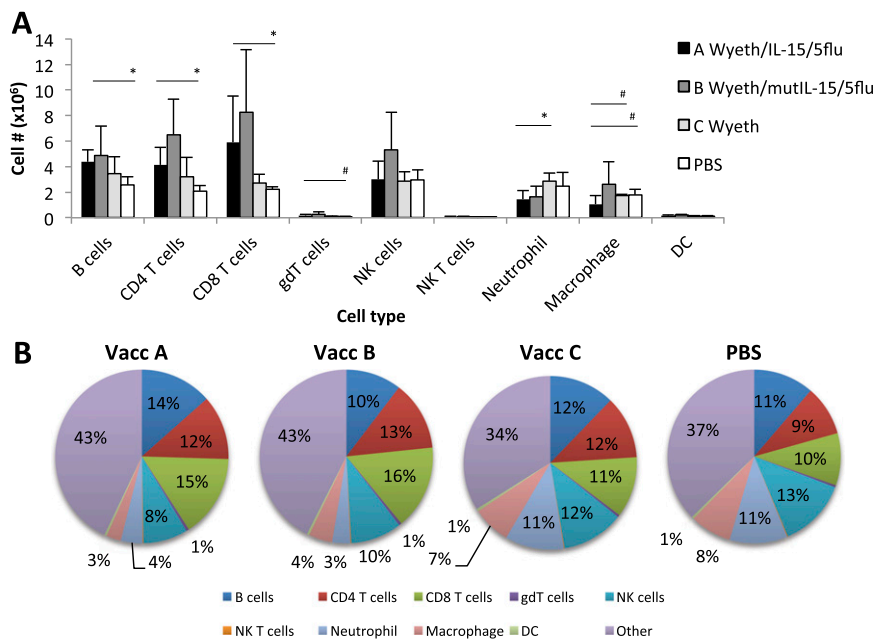 A
14
12
10
8
6
4
2
0
Cell # (x10⁶)
*
*
*
#
*
#
#
A Wyeth/IL-15/5flu
B Wyeth/mutIL-15/5flu
C Wyeth
PBS
B cells
CD4 T cells
CD8 T cells
gdT cells
NK cells
NK T cells
Neutrophil
Macrophage
DC
Cell type
B
Vacc A
14%
12%
15%
1%
8%
4%
3%
43%
Vacc B
10%
13%
16%
1%
10%
3%
4%
43%
Vacc C
12%
12%
11%
12%
11%
7%
1%
34%
PBS
11%
9%
10%
13%
11%
8%
1%
37%
B cells CD4 T cells CD8 T cells gdT cells NK cells
NK T cells Neutrophil Macrophage DC Other